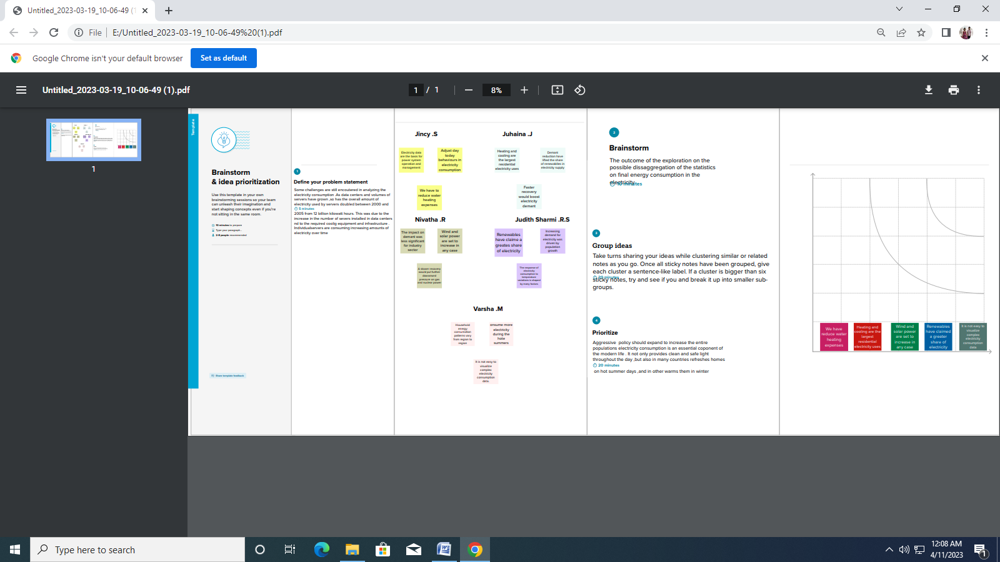 Untitled_2023-03-19_10-06-49 (1
File
E:/Untitled_2023-03-19_10-06-49%20(1).pdf
Google Chrome isn't your default browser
Set as default
Untitled_2023-03-19_10-06-49 (1).pdf
1 / 1
8%
1
Template
Brainstorm
& idea prioritization
Use this template in your own
brainstorming sessions so your team
can unleash their imagination and
start shaping concepts even if you're
not sitting in the same room.
10 minutes to prepare
Type your paragraph...
2-8 people recommended
Share template feedback
1
Define your problem statement
Some challenges are still encoutered in analyzing the
electricity consumption .As data centers and volumes of
servers have grown ,so has the overall amount of
electricity used by servers doubled between 2000 and
5 minutes
2005 from 12 billion kilowatt hours. This was due to the
increase in the number of severs installed in data centers
nd to the required coolig equipment and infrastructure .
Individualservers are consuming increasing amounts of
electricity over time
Jincy .S
Electricity data
are the basis for
power system
operation and
management
Adjust day
today
behaviours in
electricity
consumption
We have to
reduce water
heating
expenses
Juhaina .J
Heating and
cooling are
the largest
residential
electricity uses
Demant
reduction have
lifted the share
of renewables in
electricity supply
Faster
recovery
would boost
electricity
demant
Nivatha .R
The impact on
demant was
less significant
for industry
sector
Wind and
solar power
are set to
increase in
any case
A slower recovery
would put further
downword
pressure on gas
and nuclear power
Judith Sharmi .R.S
Renewables
have claime a
greates share
of electricity
Increasing
demand for
electricity was
driven by
population
growth
The response of
electricity
consumption to
temperature
variations is shaped
by many factors
Varsha .M
Household
energy
consumation
patterns vary
from region to
region
onsume more
electricity
during the
hote
summers
It is not easy to
visualize
complex
electricity
consumption
data
2
Brainstorm
The outcome of the exploration on the
possible dissaggregation of the statistics
on final energy consumption in the
electricity
10 minutes
3
Group ideas
Take turns sharing your ideas while clustering similar or related
notes as you go. Once all sticky notes have been grouped, give
each cluster a sentence-like label. If a cluster is bigger than six
20 minutes
sticky notes, try and see if you and break it up into smaller sub-
groups.
4
Prioritize
Aggressive policy should expand to increase the entire
populations electricity consumption is an essential coponent of
the modern life . It not only provides clean and safe light
throughout the day ,but also in many countries refreshes homes
20 minutes
on hot summer days ,and in other warms them in winter
We have
reduce water
heating
expenses
Heating and
cooling are the
largest
residential
electricity uses
Wind and
solar power
are set to
increase in
any case
Renewables
have claimed
a greater
share of
electricity
It is not easy to
visualize
complex
electricity
consumption
data
Type here to search
12:08 AM
4/11/2023
1